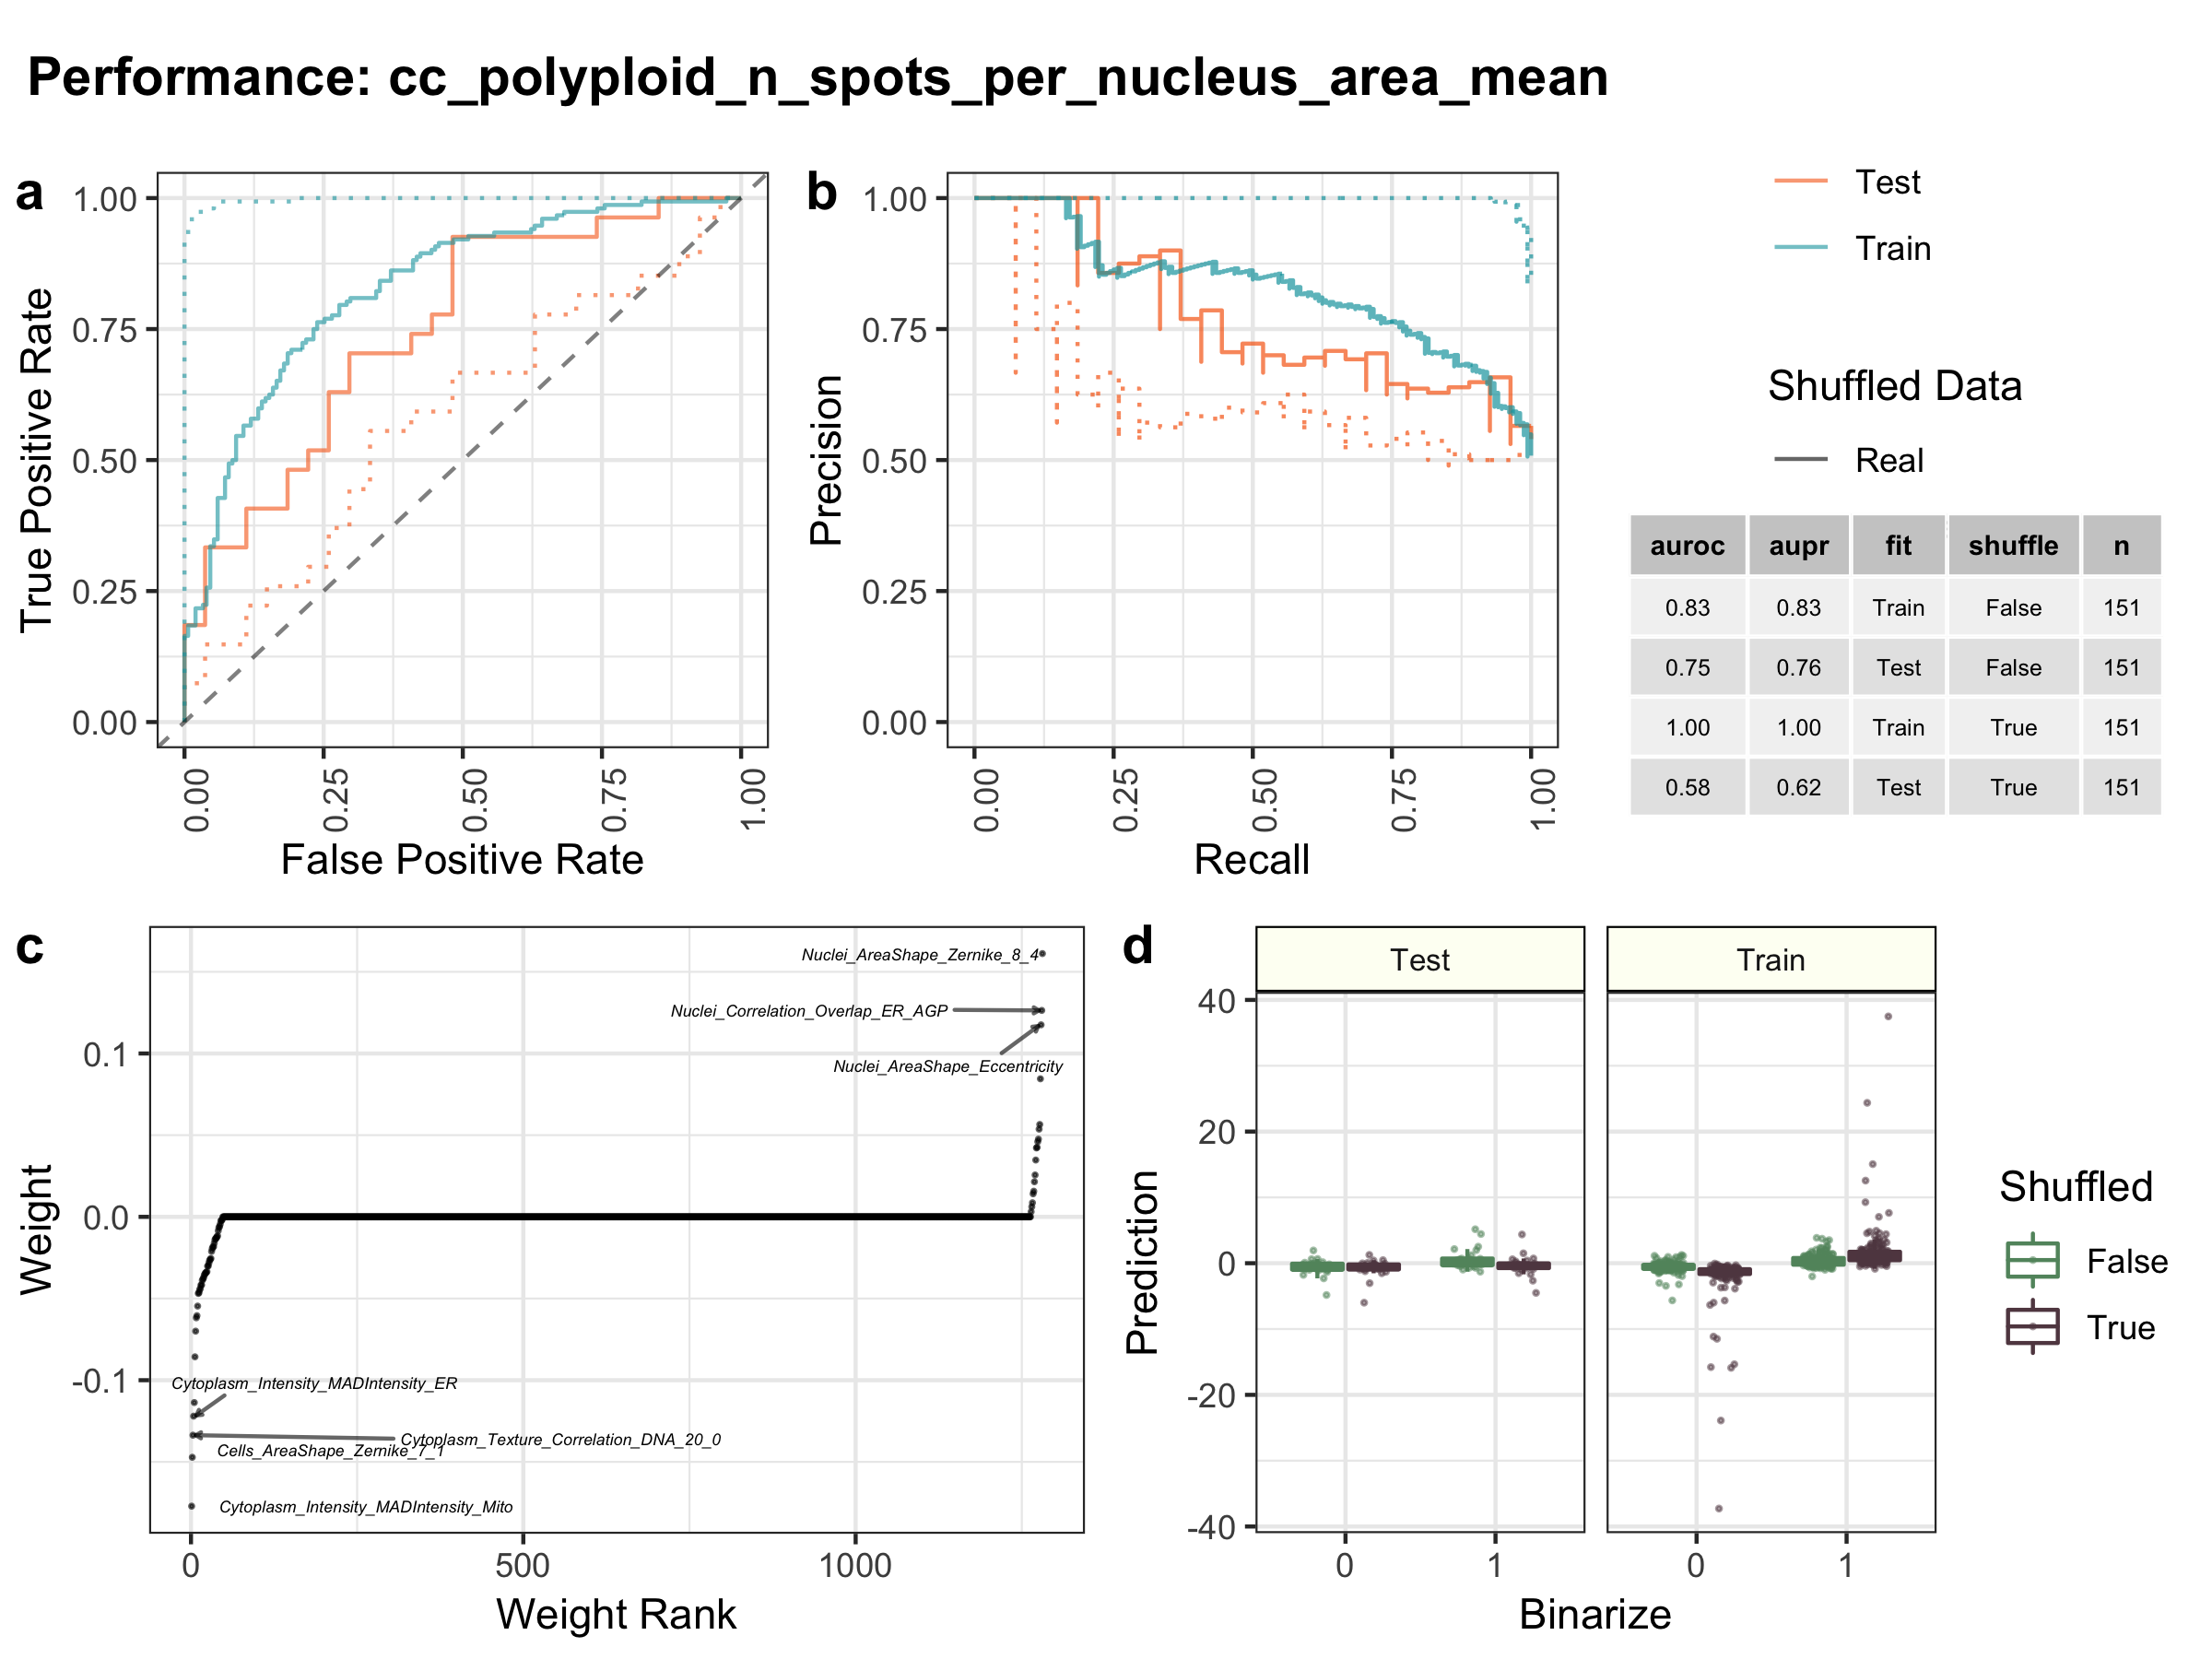 Performance: cc_polyploid_n_spots_per_nucleus_area_mean
a
1.00
0.75
0.50
0.25
0.00
True Positive Rate
0.00
0.25
0.50
0.75
1.00
False Positive Rate
b
1.00
0.75
0.50
0.25
0.00
Precision
0.00
0.25
0.50
0.75
1.00
Recall
Test
Train
Shuffled Data
Real
auroc aupr fit shuffle n
0.83 0.83 Train False 151
0.75 0.76 Test False 151
1.00 1.00 Train True 151
0.58 0.62 Test True 151
c
0.1
0.0
-0.1
Weight
Nuclei_AreaShape_Zernike_8_4
Nuclei_Correlation_Overlap_ER_AGP
Nuclei_AreaShape_Eccentricity
Cytoplasm_Intensity_MADIntensity_ER
Cytoplasm_Texture_Correlation_DNA_20_0
Cells_AreaShape_Zernike_7_1
Cytoplasm_Intensity_MADIntensity_Mito
0
500
1000
Weight Rank
d
Test
Train
40
20
0
-20
-40
Prediction
0
1
0
1
Binarize
Shuffled
False
True